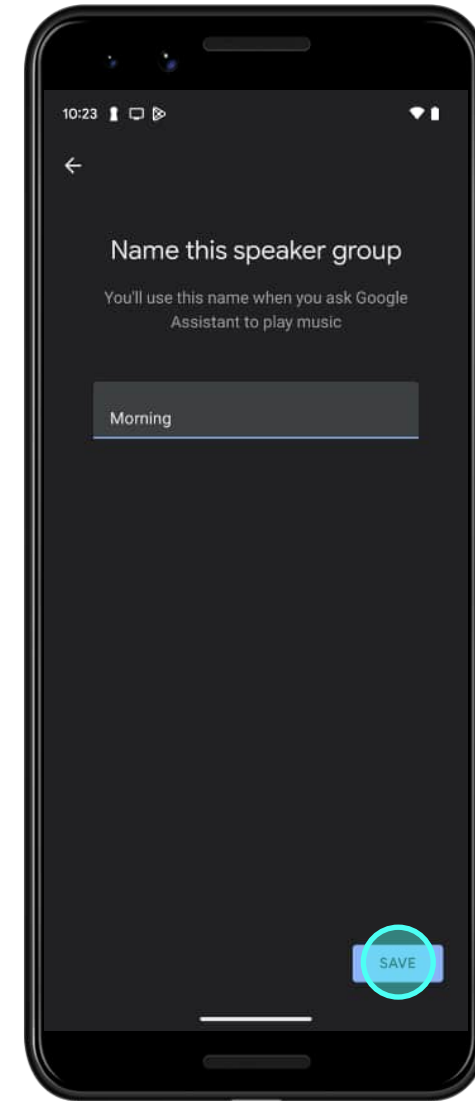 10:23
Name this speaker group
You'll use this name when you ask Google
Assistant to play music
Morning
SAVE